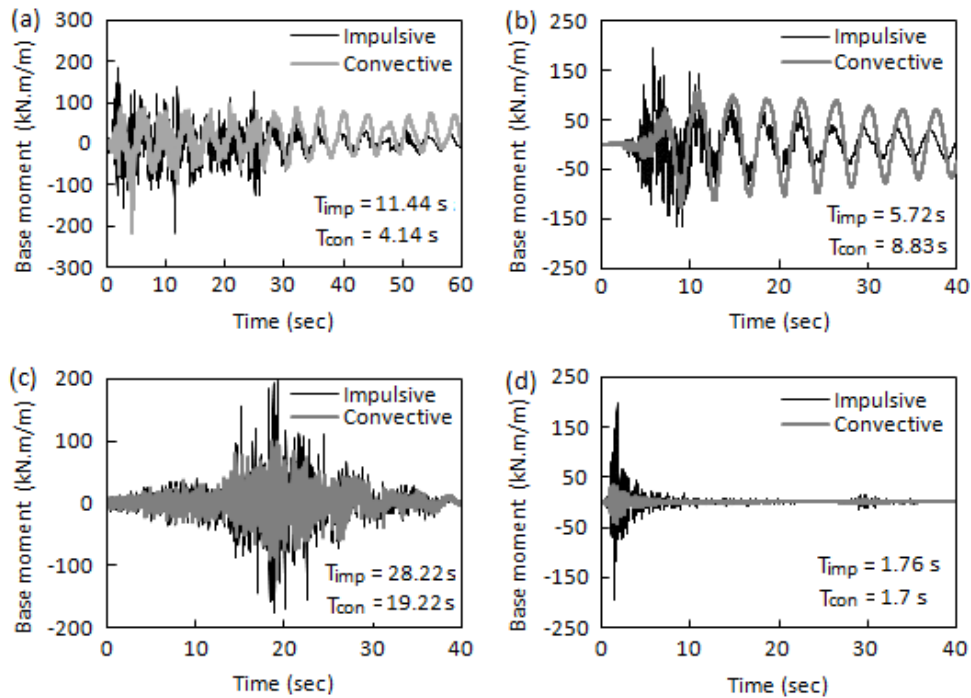 (a)
Base moment (kN.m/m)
300
200
100
0
-100
-200
-300
Impulsive
Convective
Timp = 11.44 s
Tcon = 4.14 s
0 10 20 30 40 50 60
Time (sec)
(b)
Base moment (kN.m/m)
250
150
50
-50
-150
-250
Impulsive
Convective
Timp = 5.72 s
Tcon = 8.83 s
0 10 20 30 40
Time (sec)
(c)
Base moment (kN.m/m)
200
100
0
-100
-200
Impulsive
Convective
Timp = 28.22 s
Tcon = 19.22 s
0 10 20 30 40
Time (sec)
(d)
Base moment (kN.m/m)
250
150
50
-50
-150
-250
Impulsive
Convective
Timp = 1.76 s
Tcon = 1.7 s
0 10 20 30 40
Time (sec)